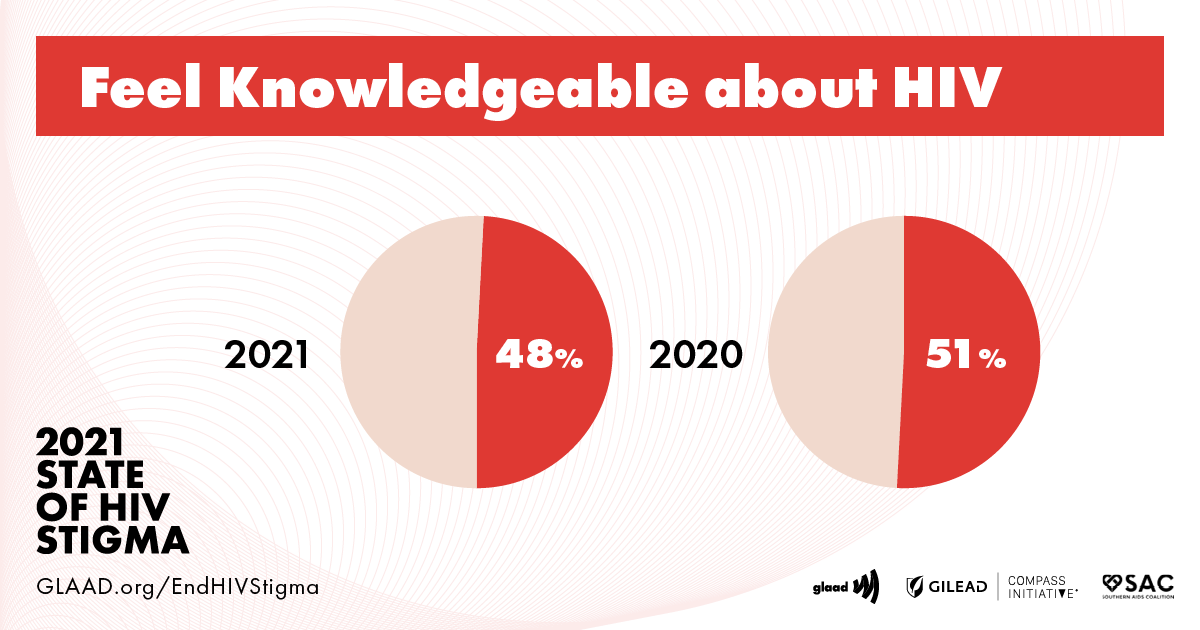 Feel Knowledgeable about HIV
2021
48%
2020
51%
2021
STATE
OF HIV
STIGMA
GLAAD.org/EndHIVStigma
glaad
GILEAD
COMPASS
INITIATIVE
SAC
SOUTHERN AIDS COALITION